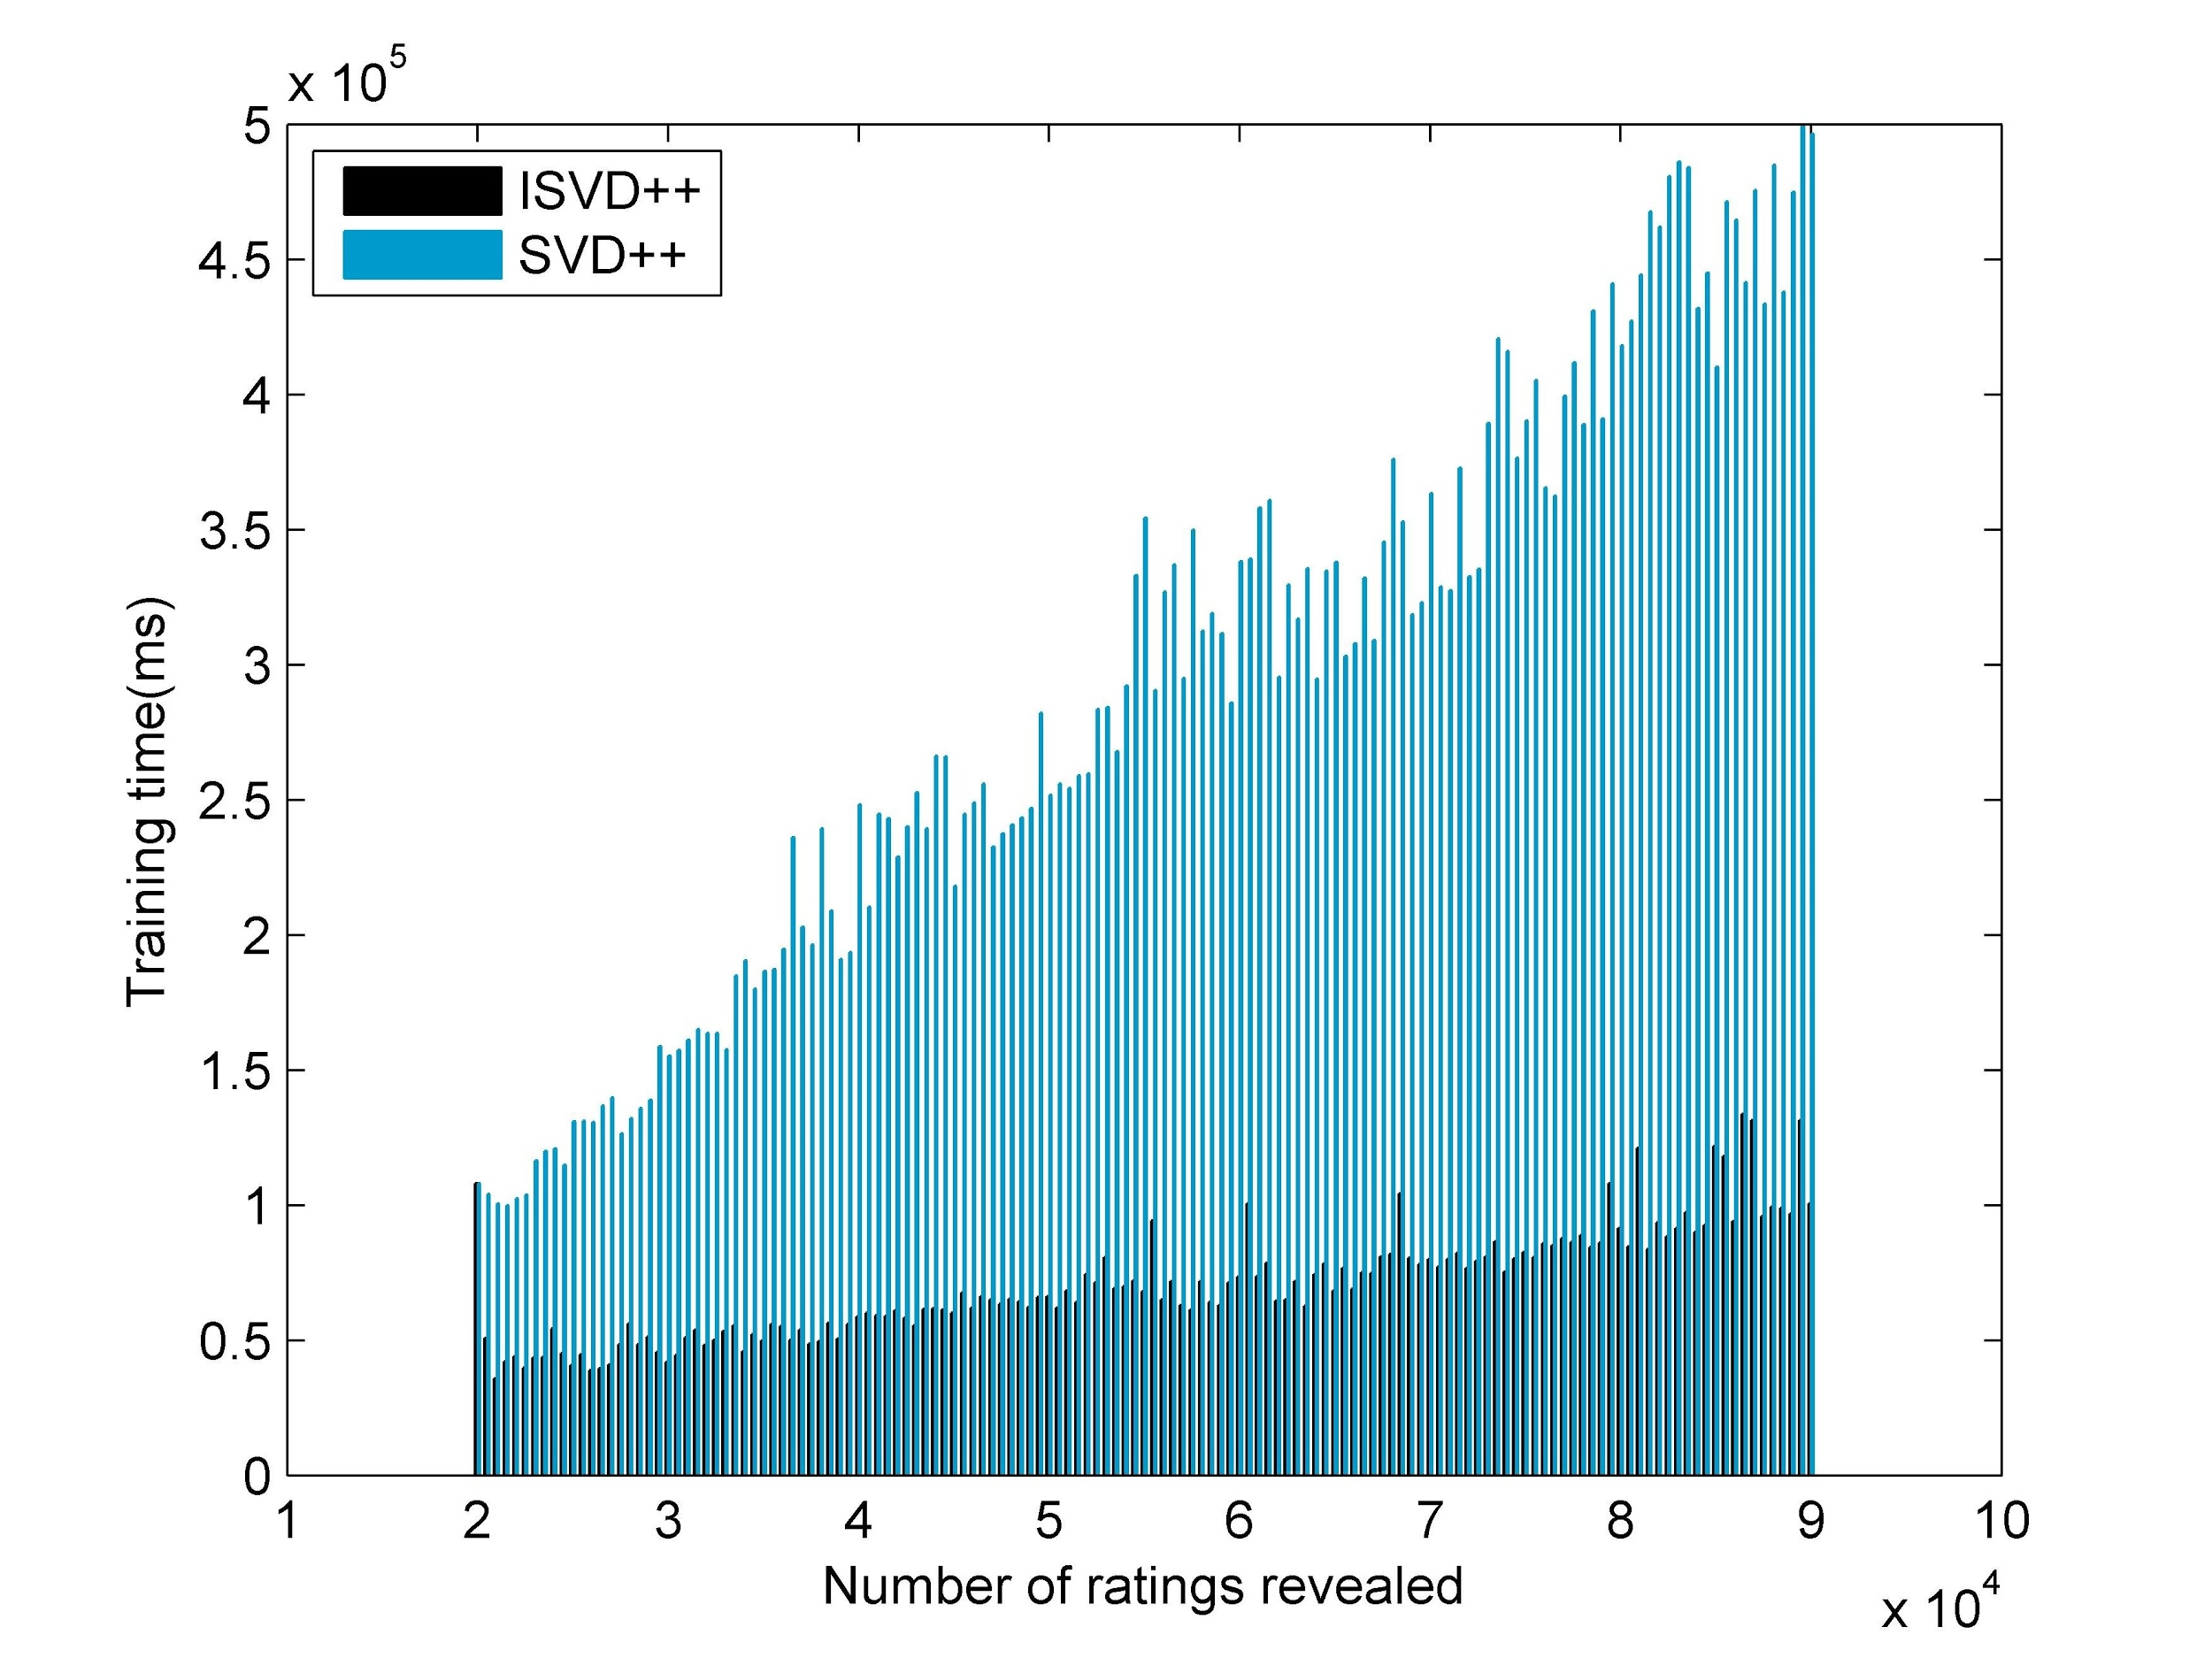 x 10^5
5
4.5
4
3.5
3
2.5
2
1.5
1
0.5
0
ISVD++
SVD++
Training time(ms)
1 2 3 4 5 6 7 8 9 10
Number of ratings revealed
x 10^4